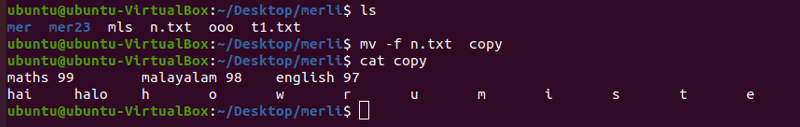 ubuntu@ubuntu-VirtualBox:~/Desktop/merli$ ls
mer  mer23  mls  n.txt  ooo  t1.txt
ubuntu@ubuntu-VirtualBox:~/Desktop/merli$ mv -f n.txt  copy
ubuntu@ubuntu-VirtualBox:~/Desktop/merli$ cat copy
maths 99        malayalam 98    english 97
hai     halo    h       o       w       r       u       m       i       s       t       e
ubuntu@ubuntu-VirtualBox:~/Desktop/merli$